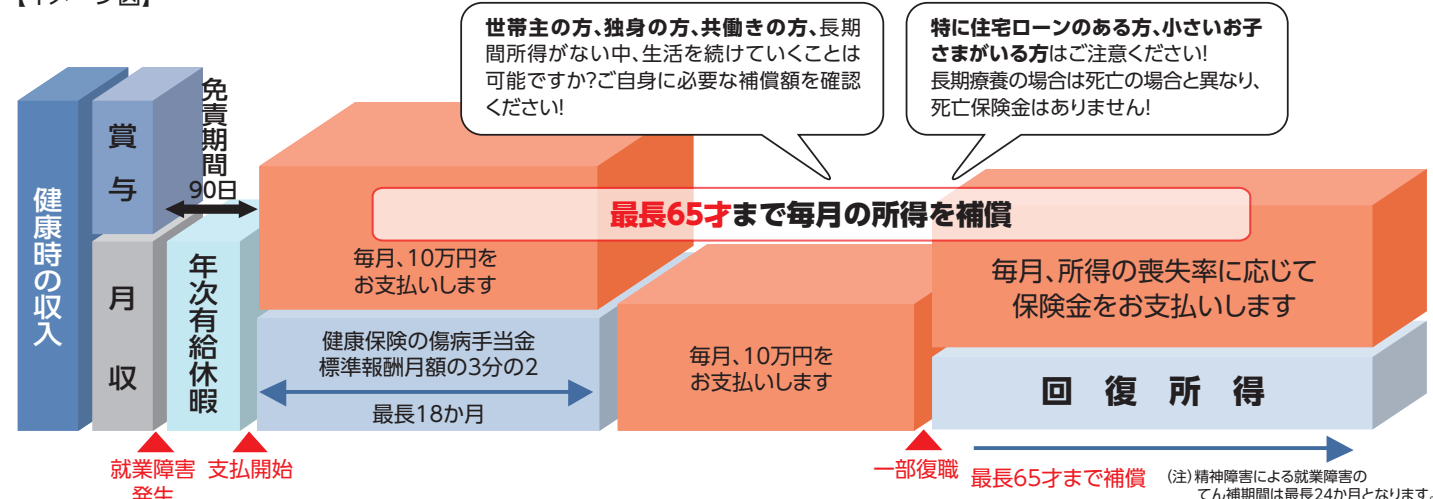 【イメージ図】
世帯主の方、独身の方、共働きの方、長期
間所得がない中、生活を続けていくことは
可能ですか?ご自身に必要な補償額を確認
ください!
特に住宅ローンのある方、小さいお子
さまがいる方はご注意ください!
長期療養の場合は死亡の場合と異なり、
死亡保険金はありません!
健康時の収入
賞与
月収
免責期間
90日
年次有給休暇
最長65才まで毎月の所得を補償
毎月、10万円を
お支払いします
健康保険の傷病手当金
標準報酬月額の3分の2
最長18か月
毎月、10万円を
お支払いします
毎月、所得の喪失率に応じて
保険金をお支払いします
回復所得
就業障害
発生
支払開始
一部復職
最長65才まで補償
(注)精神障害による就業障害の
てん補期間は最長24か月となります。